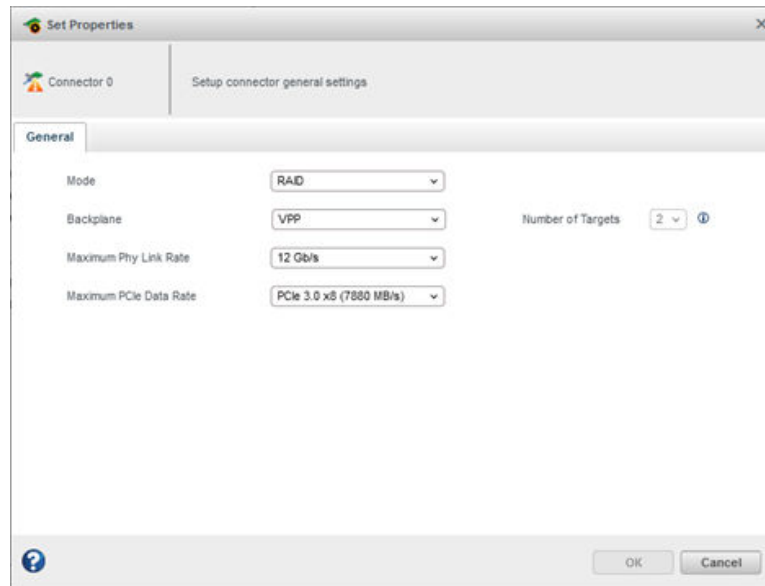 Set Properties
Connector 0
Setup connector general settings
General
Mode RAID
Backplane VPP Number of Targets 2
Maximum Phy Link Rate 12 Gb/s
Maximum PCIe Data Rate PCIe 3.0 x8 (7880 MB/s)
OK Cancel